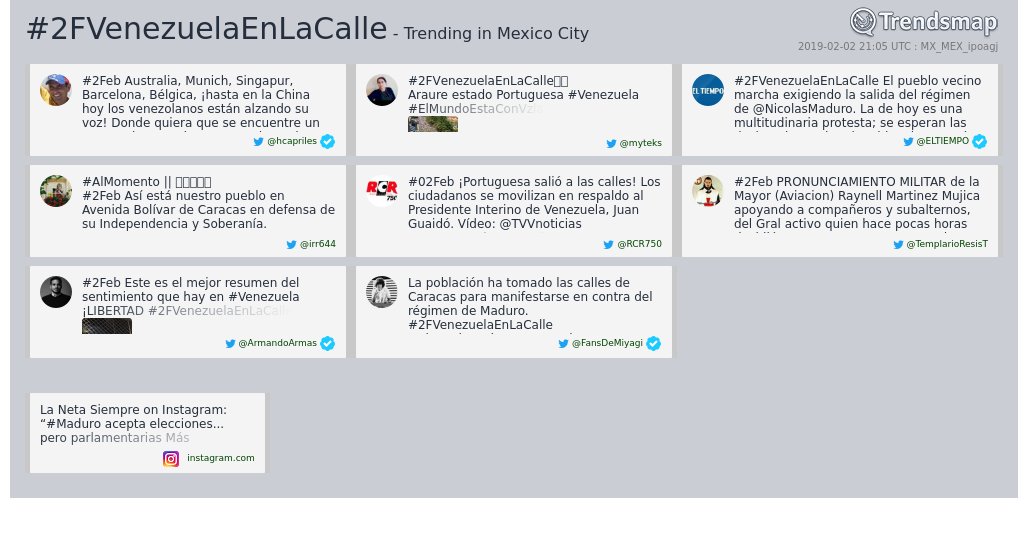 #2FVenezuelaEnLaCalle - Trending in Mexico City
Trendsmap
2019-02-02 21:05 UTC : MX_MEX_ipoagj
#2Feb Australia, Munich, Singapur,
Barcelona, Bélgica, ¡hasta en la China
hoy los venezolanos están alzando su
voz! Donde quiera que se encuentre un
@hcapriles
#2FVenezuelaEnLaCalle
Araure estado Portuguesa #Venezuela
#ElMundoEstaConVzla
@myteks
EL TIEMPO
#2FVenezuelaEnLaCalle El pueblo vecino
marcha exigiendo la salida del régimen
de @NicolasMaduro. La de hoy es una
multitudinaria protesta; se esperan las
@ELTIEMPO
#AlMomento ||
#2Feb Así está nuestro pueblo en
Avenida Bolívar de Caracas en defensa de
su Independencia y Soberanía.
@irr644
RCR
750
#02Feb ¡Portuguesa salió a las calles! Los
ciudadanos se movilizan en respaldo al
Presidente Interino de Venezuela, Juan
Guaidó. Vídeo: @TVVnoticias
@RCR750
#2Feb PRONUNCIAMIENTO MILITAR de la
Mayor (Aviacion) Raynell Martinez Mujica
apoyando a compañeros y subalternos,
del Gral activo quien hace pocas horas
@TemplarioResisT
#2Feb Este es el mejor resumen del
sentimiento que hay en #Venezuela
¡LIBERTAD #2FVenezuelaEnLaCalle
@ArmandoArmas
La población ha tomado las calles de
Caracas para manifestarse en contra del
régimen de Maduro.
#2FVenezuelaEnLaCalle
@FansDeMiyagi
La Neta Siempre on Instagram:
“#Maduro acepta elecciones...
pero parlamentarias Más
instagram.com